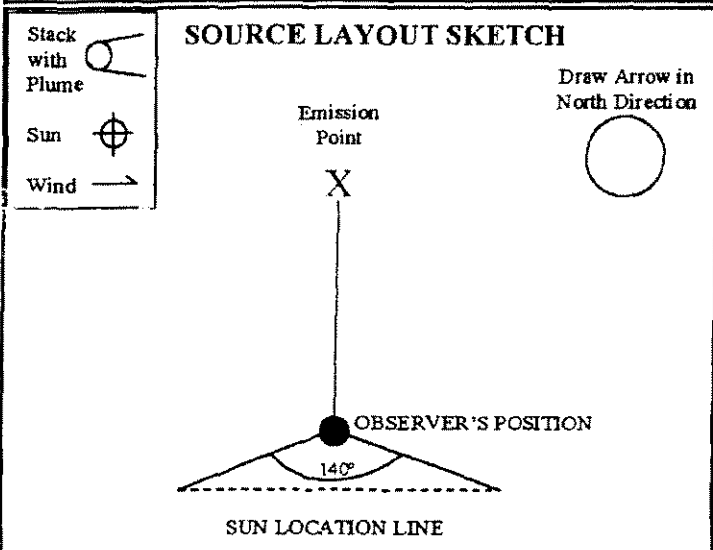 SOURCE LAYOUT SKETCH
Stack
with
Plume
Sun
Wind
Emission
Point
X
Draw Arrow in
North Direction
OBSERVER'S POSITION
140°
SUN LOCATION LINE